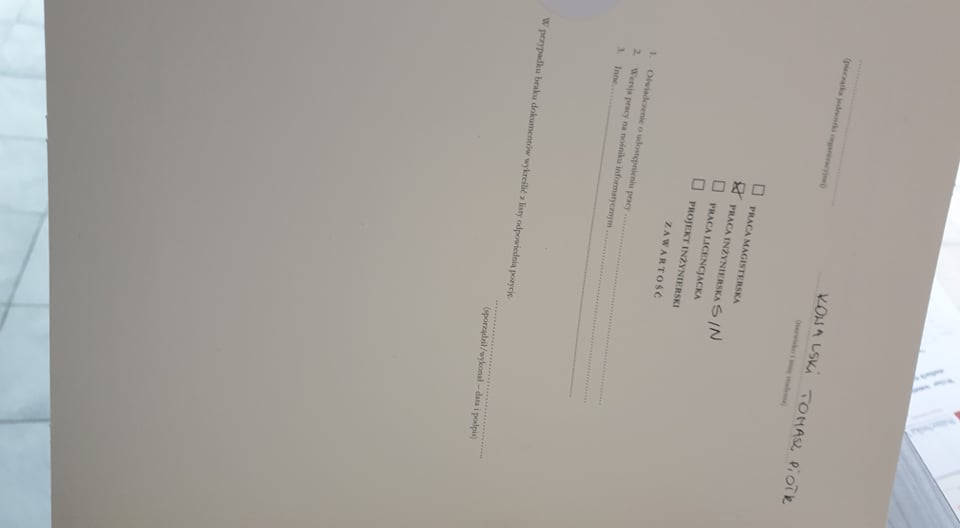 KOWALSKI TOMASZ PIOTR
(pieczątka jednostki organizacyjnej)
(nazwisko i imię studenta)
PRACA MAGISTERSKA
PRACA INŻYNIERSKA S/N
PRACA LICENCJACKA
PROJEKT INŻYNIERSKI
ZAWARTOŚĆ
1. Oświadczenie o udostępnieniu pracy
2. Wersja pracy na nośniku informatycznym
3. Inne
W przypadku braku dokumentów wykreślić z listy odpowiednią pozycję.
(sporządził/wykonał – data i podpis)